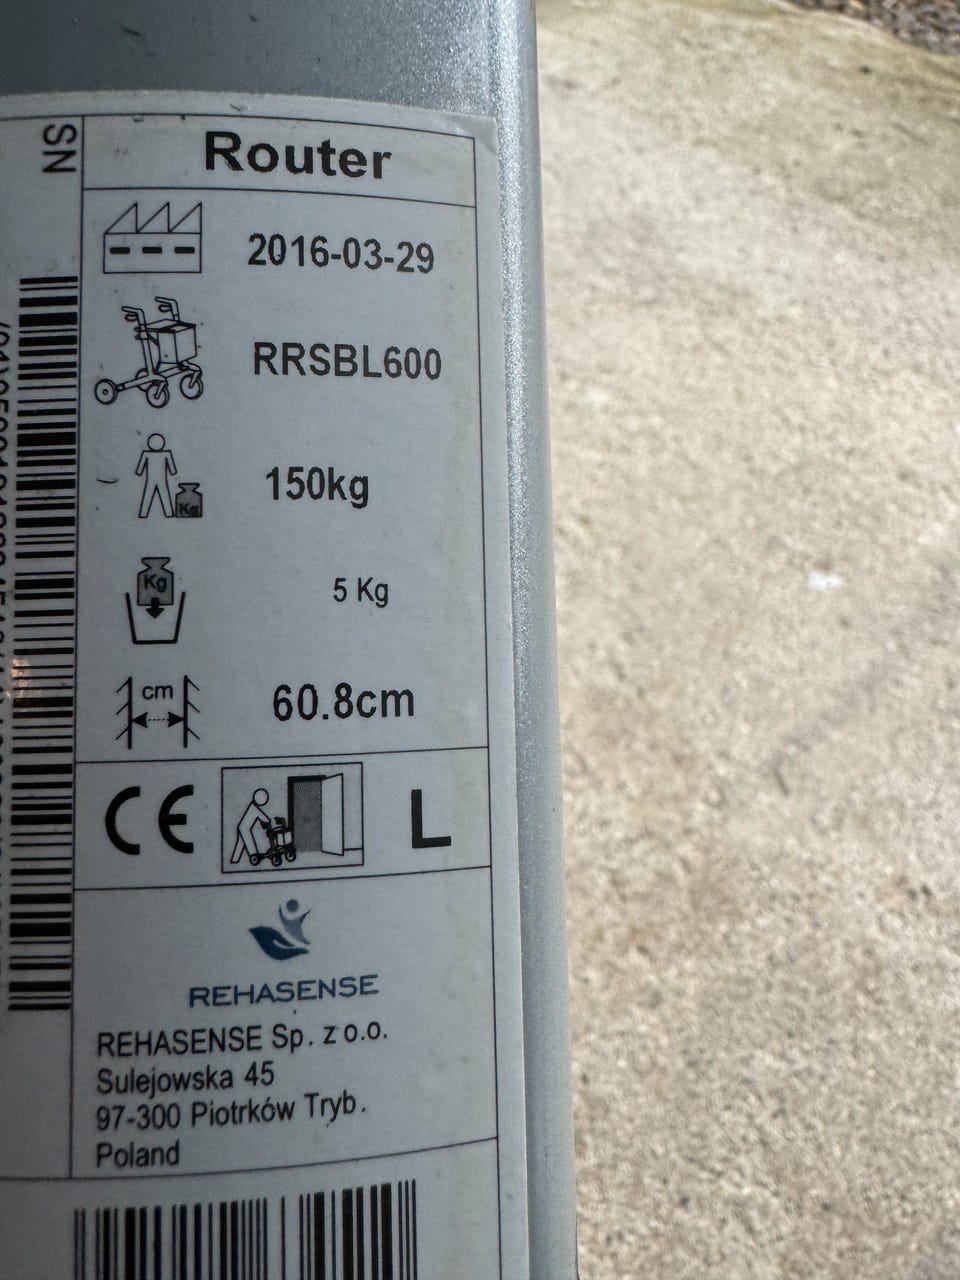 SN
Router
2016-03-29
RRSBL600
150kg
Kg
Kg
5 Kg
cm
60.8cm
CE
L
REHASENSE
REHASENSE Sp. z o.o.
Sulejowska 45
97-300 Piotrków Tryb.
Poland